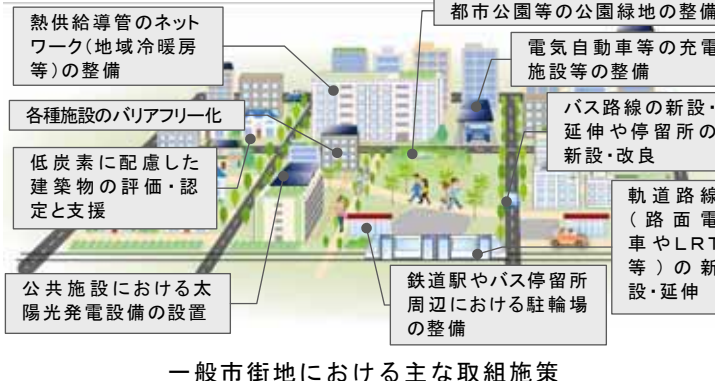 熱供給導管のネット
ワーク(地域冷暖房
等)の整備
都市公園等の公園緑地の整備
電気自動車等の充電
施設等の整備
各種施設のバリアフリー化
バス路線の新設・
延伸や停留所の
新設・改良
低炭素に配慮した
建築物の評価・認
定と支援
軌道路線
(路面電
車やLRT
等)の新
設・延伸
公共施設における太
陽光発電設備の設置
鉄道駅やバス停留所
周辺における駐輪場
の整備
一般市街地における主な取組施策